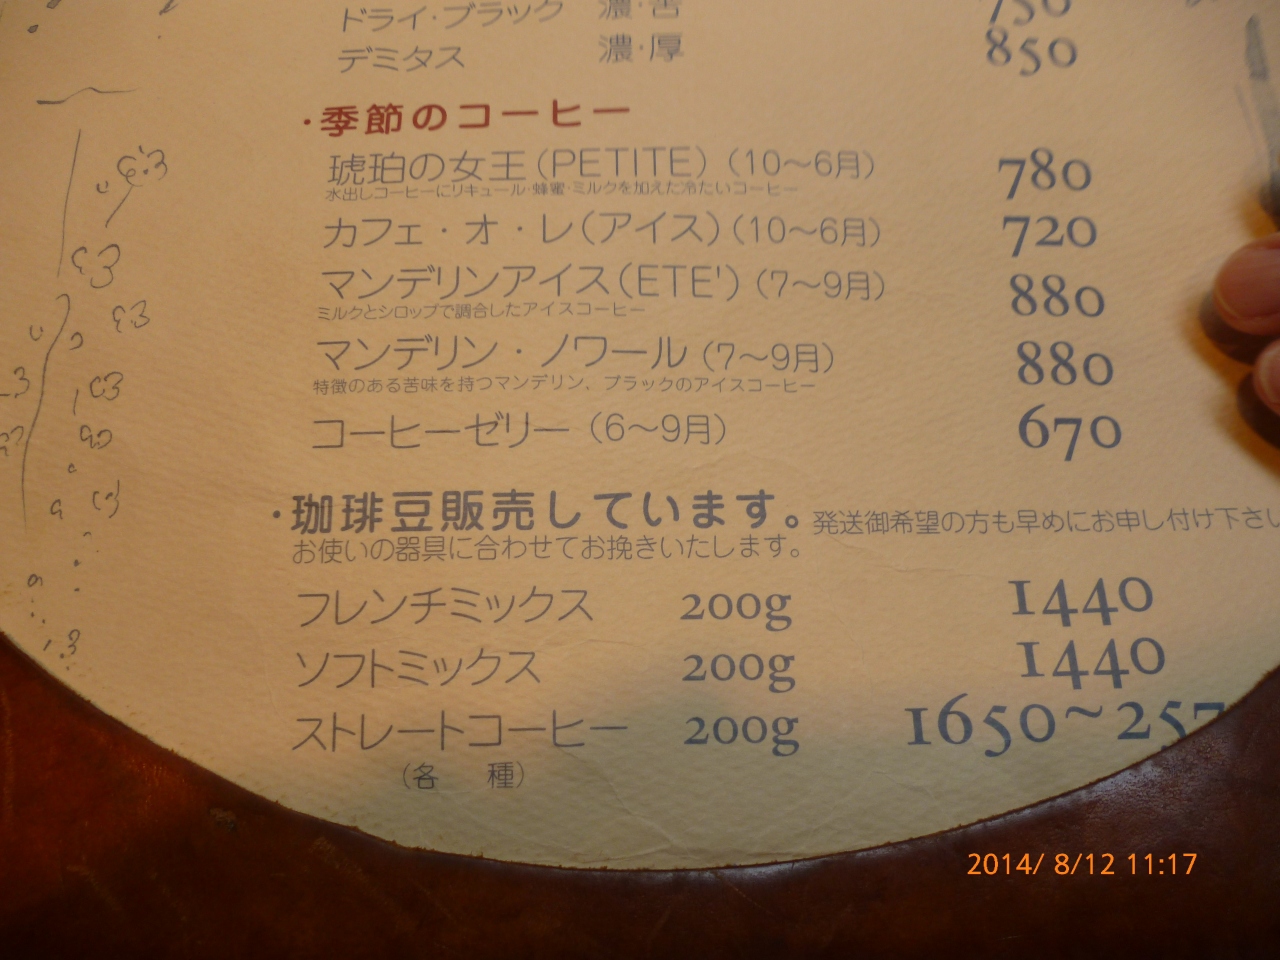 ドライ・ブラック 濃・苦 750
デミタス 濃・厚 850
・季節のコーヒー
琥珀の女王(PETITE)(10〜6月) 780
水出しコーヒーにリキュール・蜂蜜・ミルクを加えた冷たいコーヒー
カフェ・オ・レ(アイス)(10〜6月) 720
マンデリンアイス(ETE')(7〜9月) 880
ミルクとシロップで調合したアイスコーヒー
マンデリン・ノワール(7〜9月) 880
特徴のある苦味を持つマンデリン、ブラックのアイスコーヒー
コーヒーゼリー(6〜9月) 670
・珈琲豆販売しています。発送御希望の方も早めにお申し付け下さい
お使いの器具に合わせてお挽きいたします。
フレンチミックス 200g 1440
ソフトミックス 200g 1440
ストレートコーヒー 200g 1650~257
(各 種)
2014/ 8/12 11:17